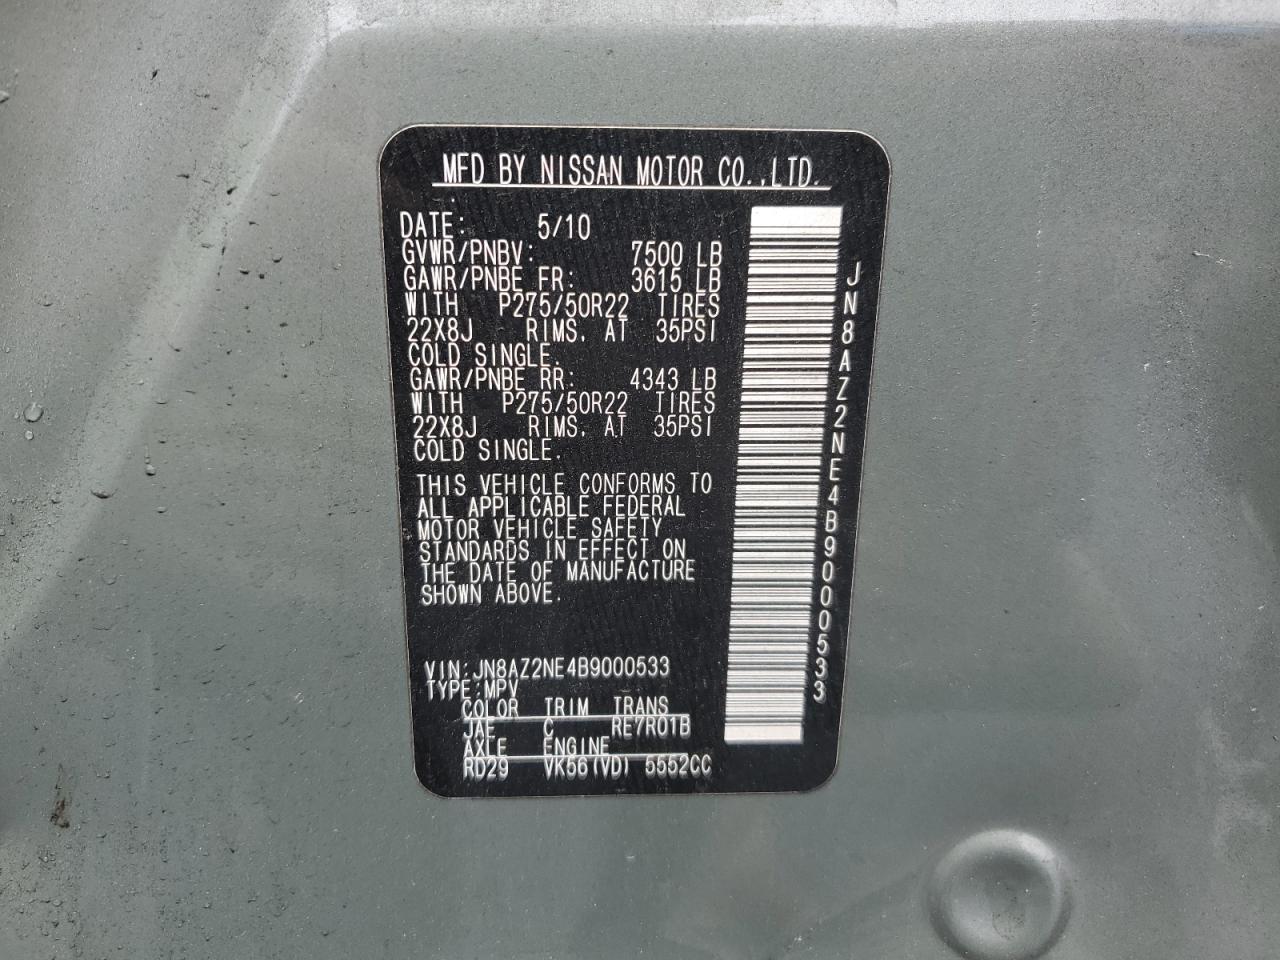 MFD BY NISSAN MOTOR CO.,LTD.
DATE: 5/10
GVWR/PNBV: 7500 LB
GAWR/PNBE FR: 3615 LB
WITH P275/50R22 TIRES
22X8J RIMS. AT 35PSI
COLD SINGLE.
GAWR/PNBE RR: 4343 LB
WITH P275/50R22 TIRES
22X8J RIMS. AT 35PSI
COLD SINGLE.
THIS VEHICLE CONFORMS TO
ALL APPLICABLE FEDERAL
MOTOR VEHICLE SAFETY
STANDARDS IN EFFECT ON
THE DATE OF MANUFACTURE
SHOWN ABOVE.
VIN:JN8AZ2NE4B9000533
TYPE:MPV
COLOR TRIM TRANS
JAE C RE7R01B
AXLE ENGINE
RD29 VK56(VD) 5552CC
JN8AZ2NE4B9000533